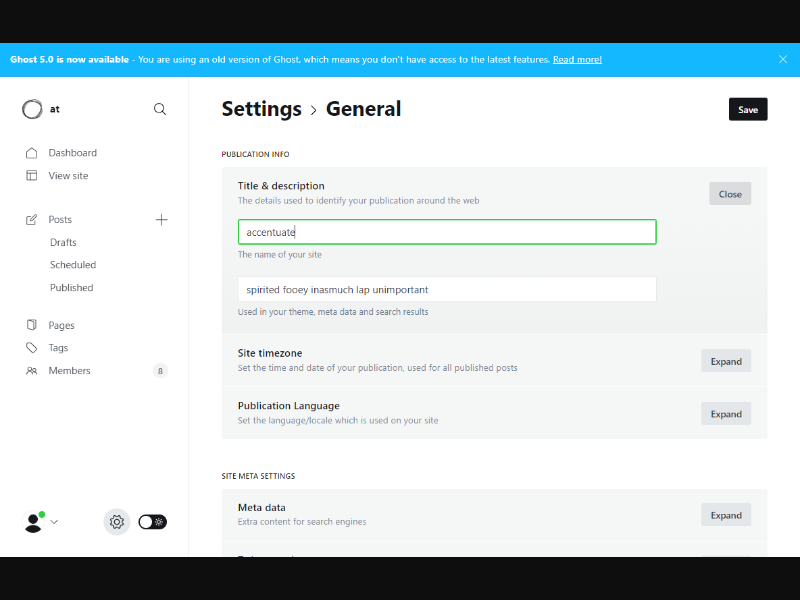 Ghost 5.0 is now available - You are using an old version of Ghost, which means you don't have access to the latest features. Read more!
at
Settings > General
Save
Dashboard
View site
Posts
Drafts
Scheduled
Published
Pages
Tags
Members
8
PUBLICATION INFO
Title & description
The details used to identify your publication around the web
Close
accentuate
The name of your site
spirited fooey inasmuch lap unimportant
Used in your theme, meta data and search results
Site timezone
Set the time and date of your publication, used for all published posts
Expand
Publication Language
Set the language/locale which is used on your site
Expand
SITE META SETTINGS
Meta data
Extra content for search engines
Expand